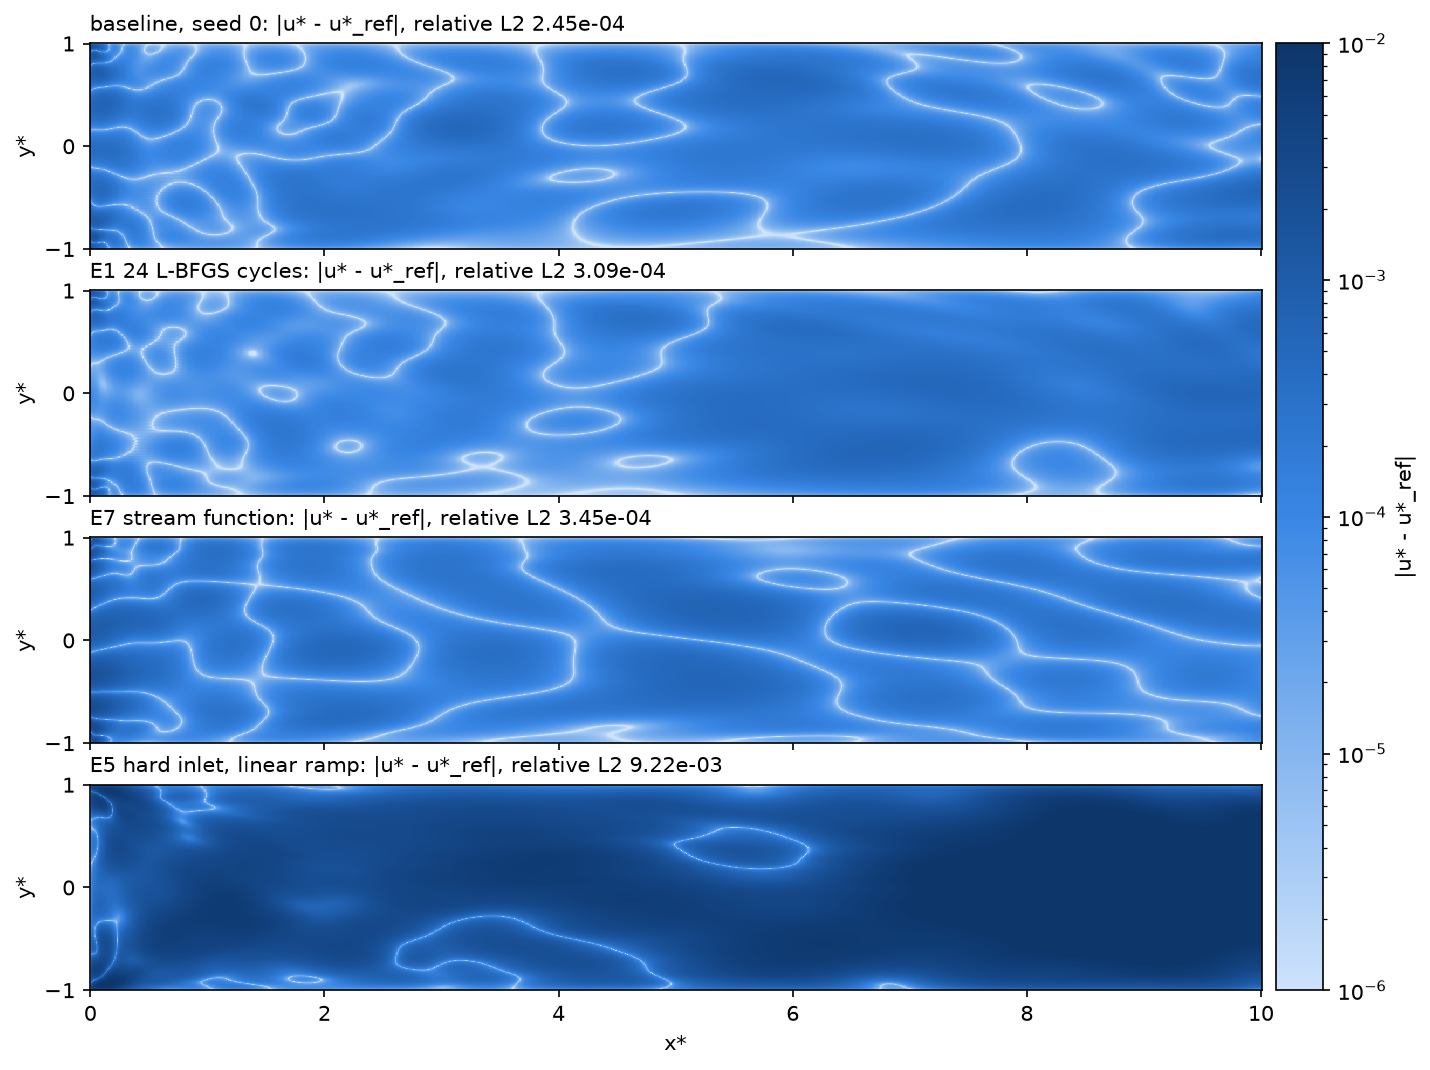 baseline, seed 0: |u* - u*_ref|, relative L2 2.45e-04
1
0
−1
y*
E1 24 L-BFGS cycles: |u* - u*_ref|, relative L2 3.09e-04
1
0
−1
y*
E7 stream function: |u* - u*_ref|, relative L2 3.45e-04
1
0
−1
y*
E5 hard inlet, linear ramp: |u* - u*_ref|, relative L2 9.22e-03
1
0
−1
y*
0 2 4 6 8 10
x*
10⁻²
10⁻³
10⁻⁴
10⁻⁵
10⁻⁶
|u* - u*_ref|